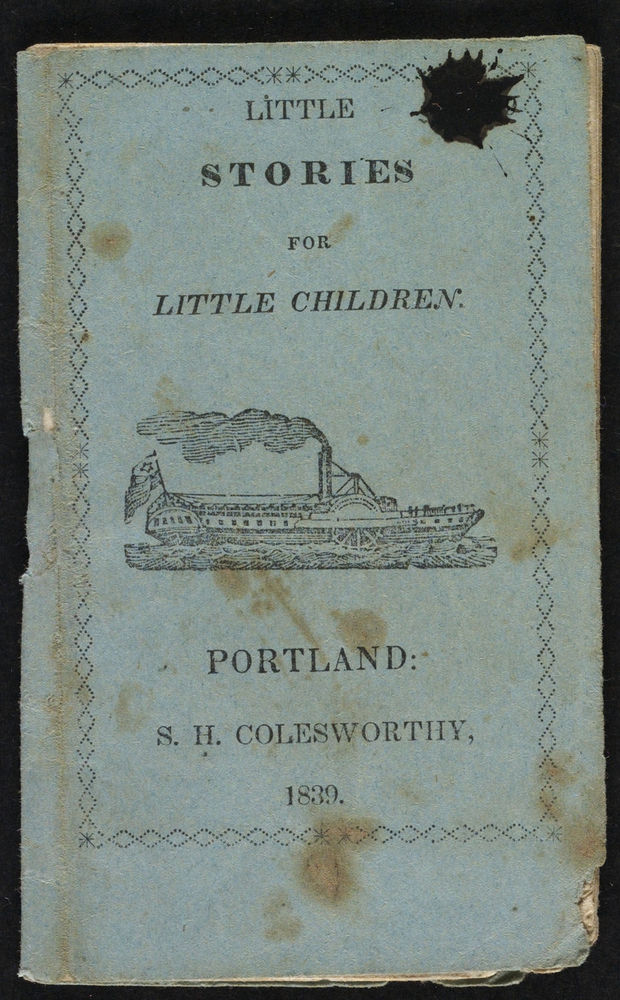 LITTLE
STORIES
FOR
LITTLE CHILDREN.
PORTLAND:
S. H. COLESWORTHY,
1839.